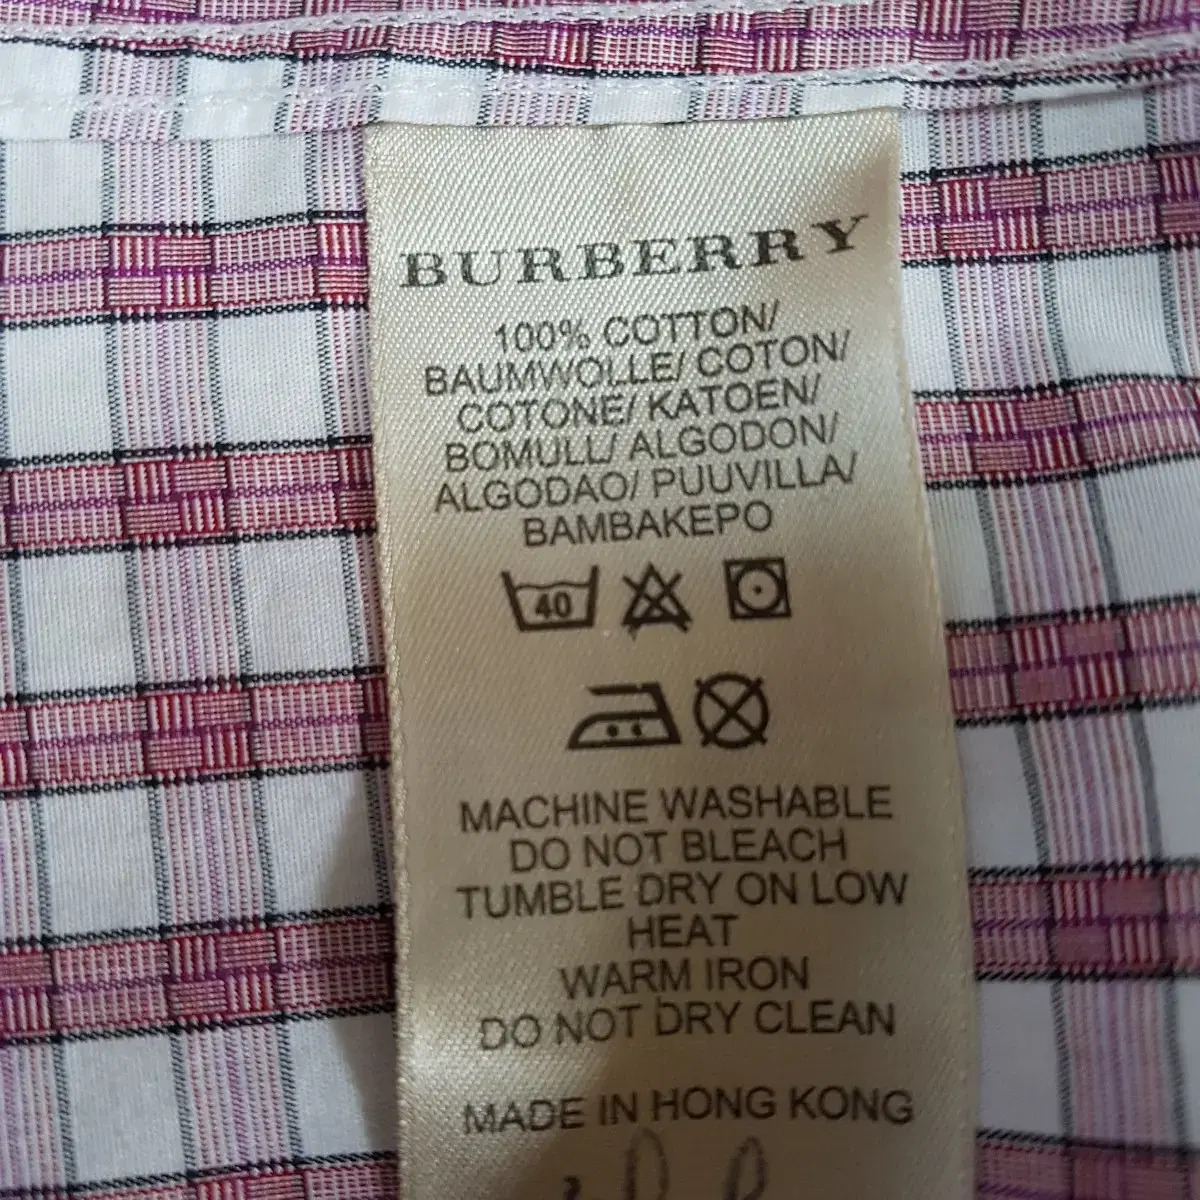 BURBERRY
100% COTTON/
BAUMWOLLE/ COTON/
COTONE/ KATOEN/
BOMULL/ ALGODON/
ALGODAO/ PUUVILLA/
BAMBAKEPO
40
MACHINE WASHABLE
DO NOT BLEACH
TUMBLE DRY ON LOW
HEAT
WARM IRON
DO NOT DRY CLEAN
MADE IN HONG KONG